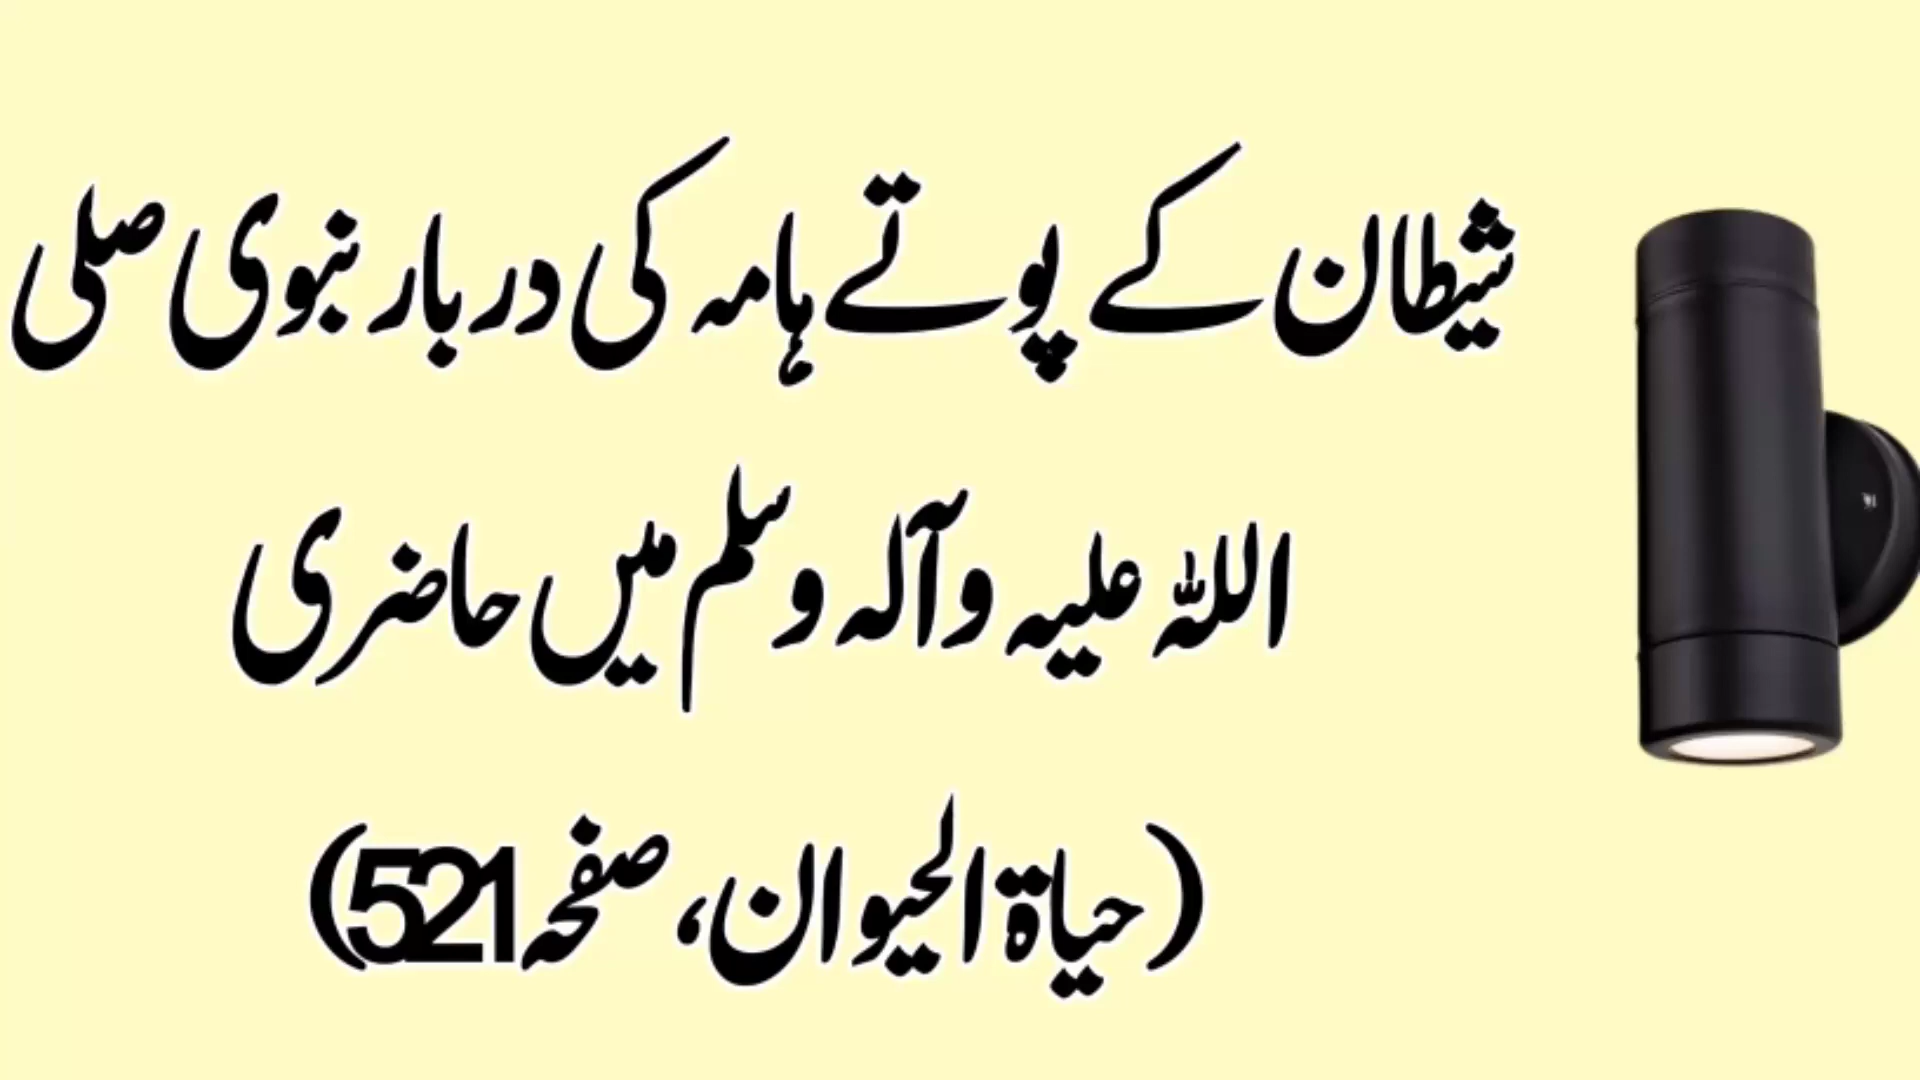 شیطان کے پوتے ہامہ کی دربار نبوی صلی
اللہ علیہ وآلہ وسلم میں حاضری
(حیاۃ الحیوان، صفحہ 521)